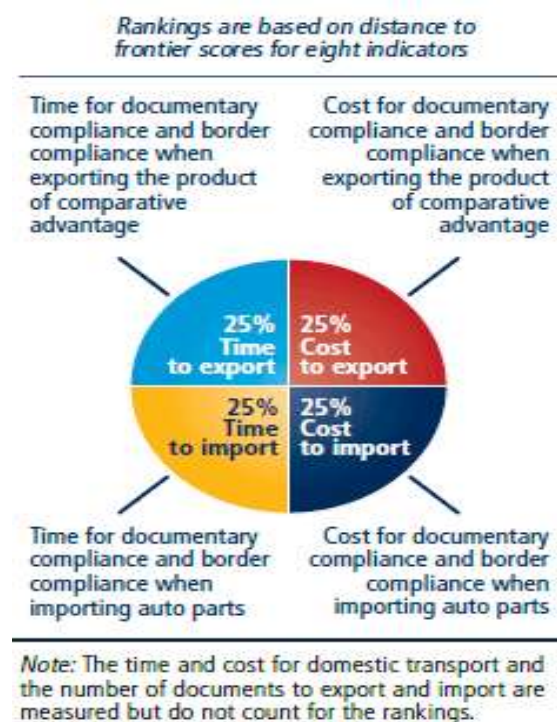 Rankings are based on distance to
frontier scores for eight indicators
Time for documentary
compliance and border
compliance when
exporting the product
of comparative
advantage
Cost for documentary
compliance and border
compliance when
exporting the product
of comparative
advantage
25%
Time
to export
25%
Cost
to export
25%
Time
to import
25%
Cost
to import
Time for documentary
compliance and border
compliance when
importing auto parts
Cost for documentary
compliance and border
compliance when
importing auto parts
Note: The time and cost for domestic transport and
the number of documents to export and import are
measured but do not count for the rankings.